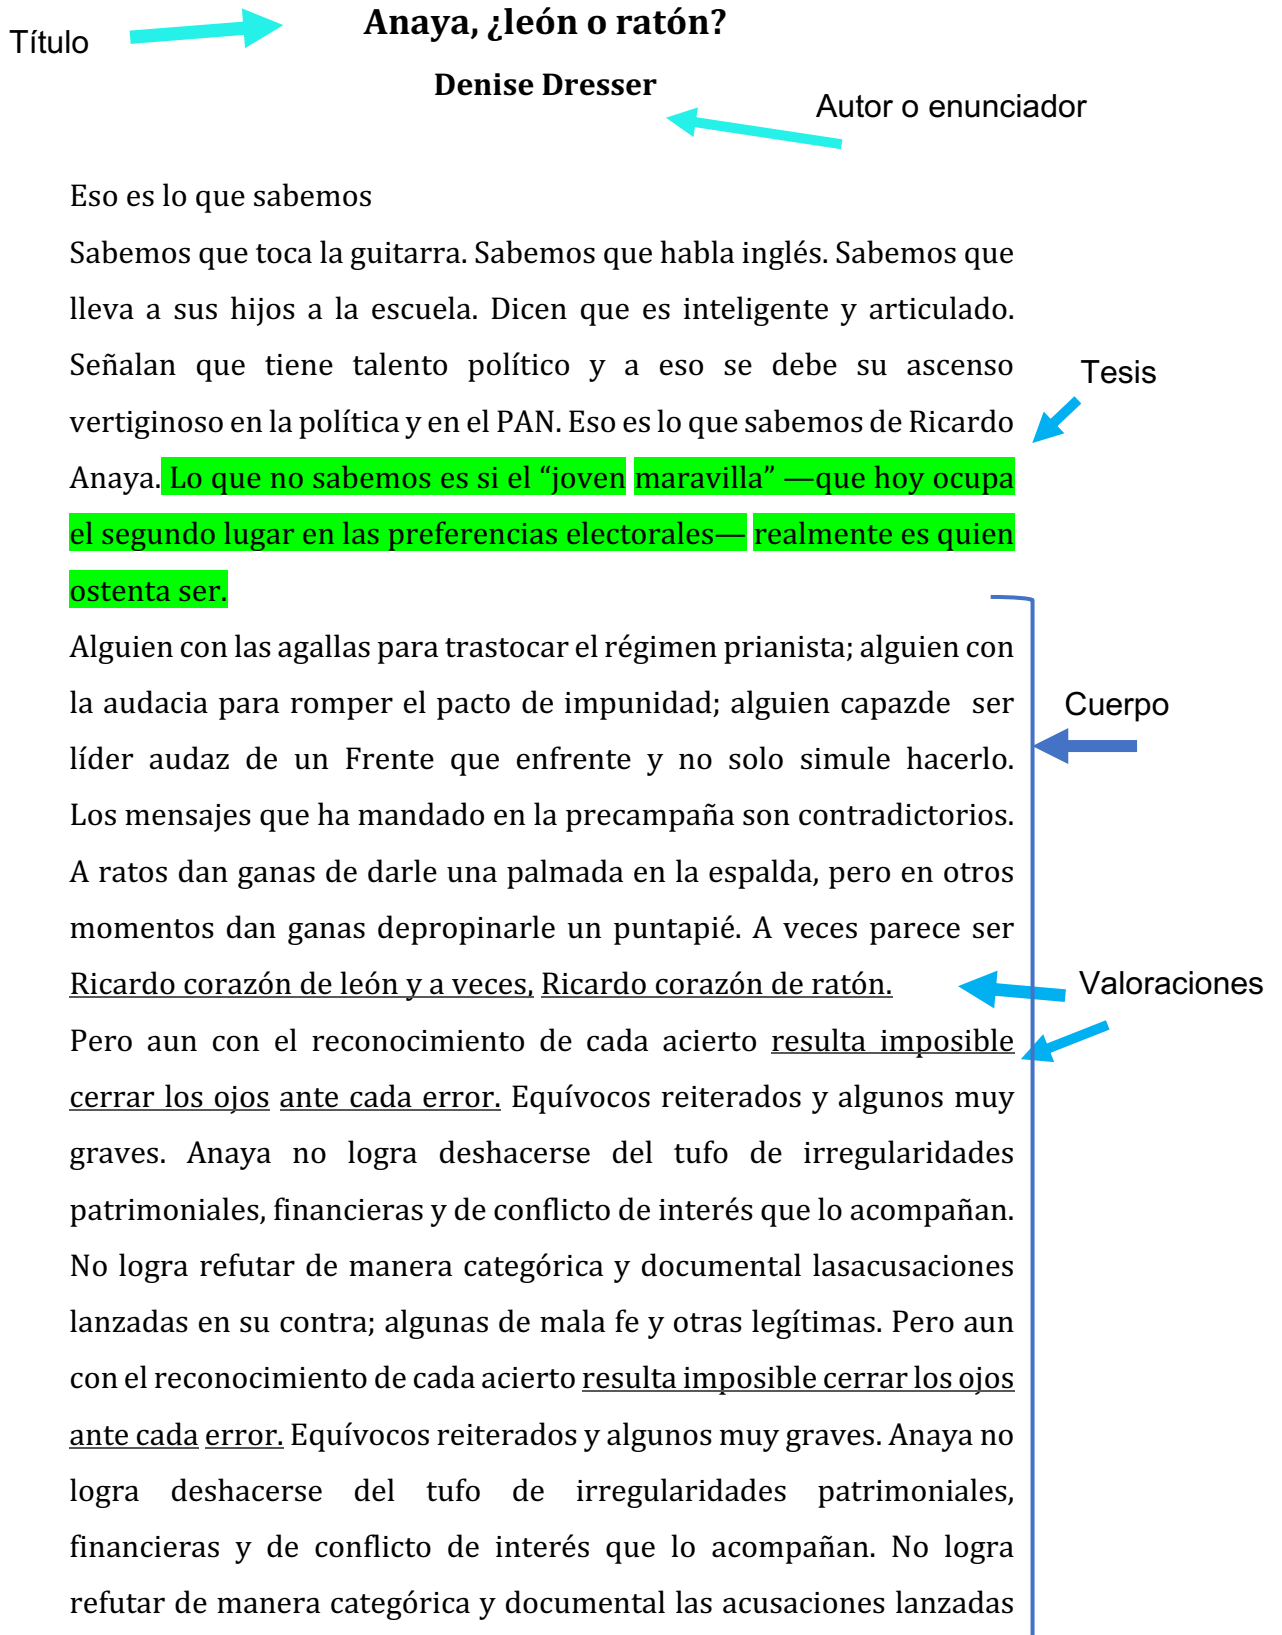 Anaya, ¿león o ratón?
Título
Denise Dresser
Autor o enunciador
Eso es lo que sabemos
Sabemos que toca la guitarra. Sabemos que habla inglés. Sabemos que
lleva a sus hijos a la escuela. Dicen que es inteligente y articulado.
Señalan que tiene talento político y a eso se debe su ascenso
Tesis
vertiginoso en la política y en el PAN. Eso es lo que sabemos de Ricardo
Anaya. Lo que no sabemos es si el “joven maravilla” —que hoy ocupa
el segundo lugar en las preferencias electorales— realmente es quien
ostenta ser.
Alguien con las agallas para trastocar el régimen prianista; alguien con
la audacia para romper el pacto de impunidad; alguien capazde ser
Cuerpo
líder audaz de un Frente que enfrente y no solo simule hacerlo.
Los mensajes que ha mandado en la precampaña son contradictorios.
A ratos dan ganas de darle una palmada en la espalda, pero en otros
momentos dan ganas depropinarle un puntapié. A veces parece ser
Ricardo corazón de león y a veces, Ricardo corazón de ratón.
Valoraciones
Pero aun con el reconocimiento de cada acierto resulta imposible
cerrar los ojos ante cada error. Equívocos reiterados y algunos muy
graves. Anaya no logra deshacerse del tufo de irregularidades
patrimoniales, financieras y de conflicto de interés que lo acompañan.
No logra refutar de manera categórica y documental lasacusaciones
lanzadas en su contra; algunas de mala fe y otras legítimas. Pero aun
con el reconocimiento de cada acierto resulta imposible cerrar los ojos
ante cada error. Equívocos reiterados y algunos muy graves. Anaya no
logra deshacerse del tufo de irregularidades patrimoniales,
financieras y de conflicto de interés que lo acompañan. No logra
refutar de manera categórica y documental las acusaciones lanzadas